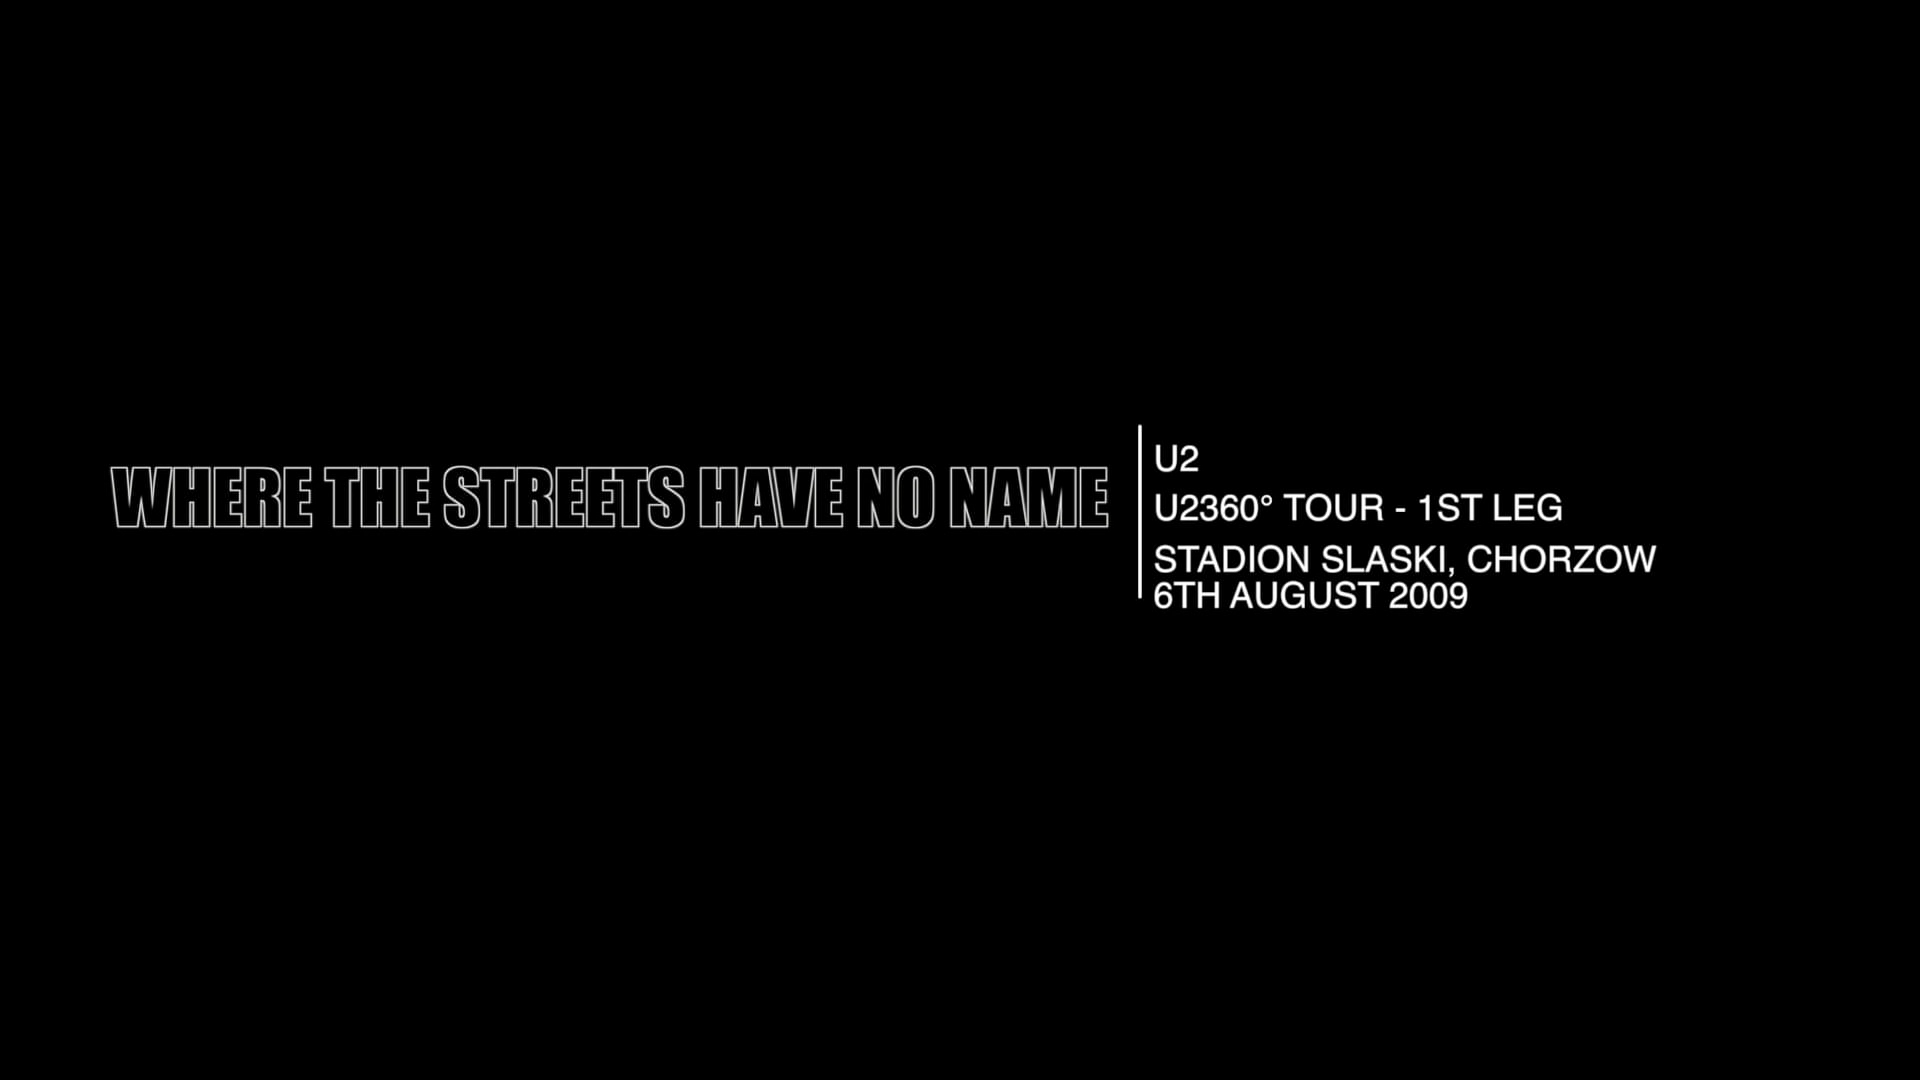 WHERE THE STREETS HAVE NO NAME
U2
U2360° TOUR - 1ST LEG
STADION SLASKI, CHORZOW
6TH AUGUST 2009